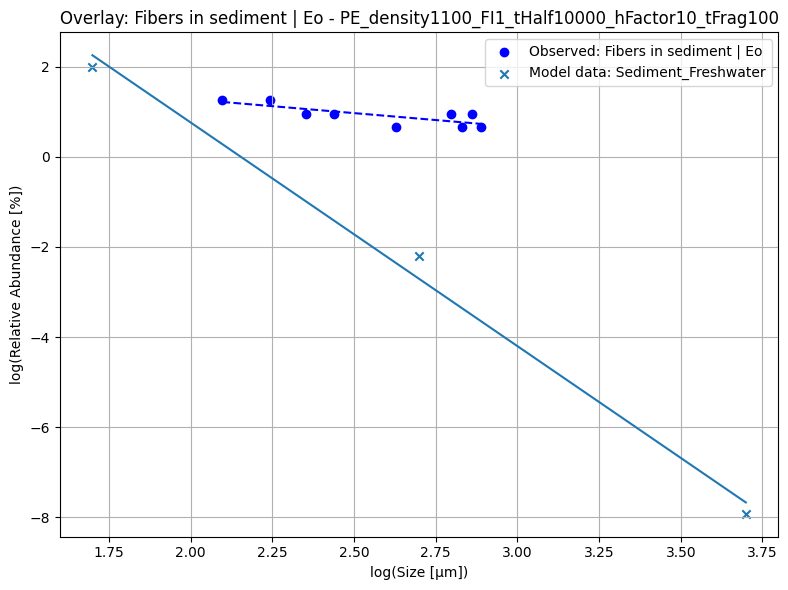 Overlay: Fibers in sediment | Eo - PE_density1100_FI1_tHalf10000_hFactor10_tFrag100
Observed: Fibers in sediment | Eo
Model data: Sediment_Freshwater
log(Relative Abundance [%])
2
0
−2
−4
−6
−8
1.75 2.00 2.25 2.50 2.75 3.00 3.25 3.50 3.75
log(Size [μm])